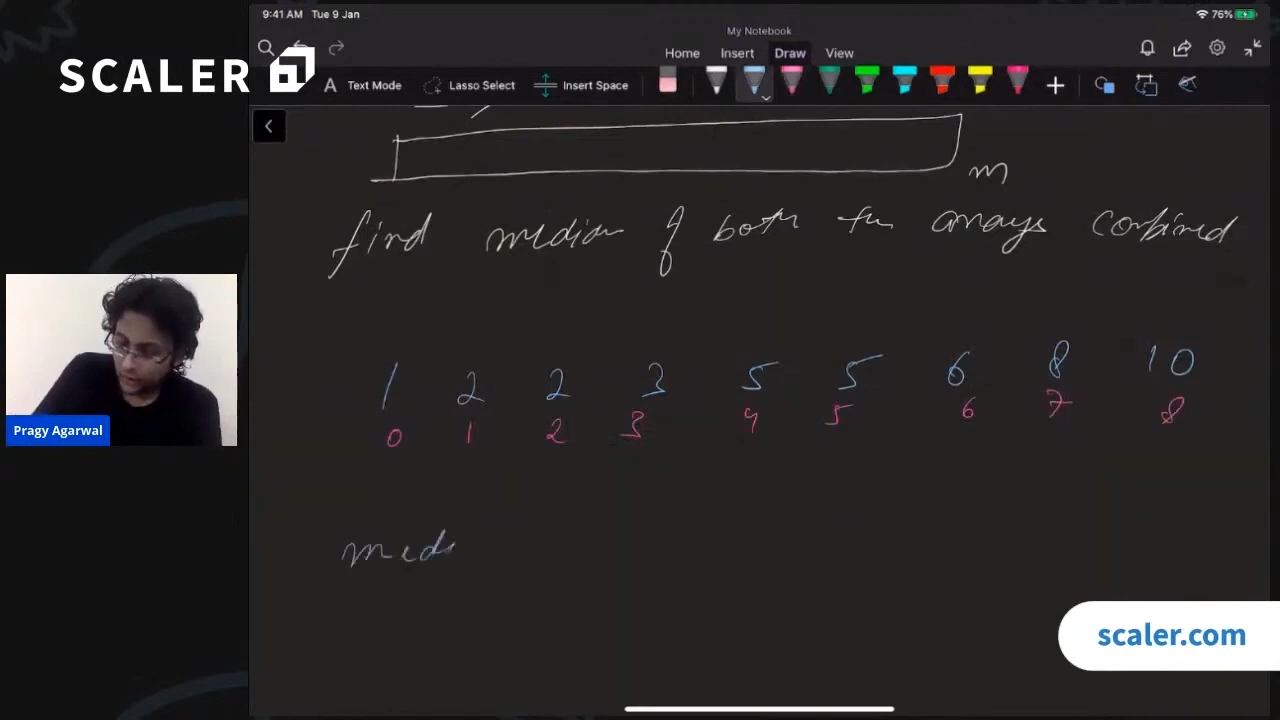 9:41 AM Tue 9 Jan
76%
My Notebook
SCALER
Home Insert Draw View
A Text Mode Lasso Select Insert Space
m
find median of both the arrays combined
1 2 2 3 5 5 6 8 10
0 1 2 3 4 5 6 7 8
Pragy Agarwal
med
scaler.com